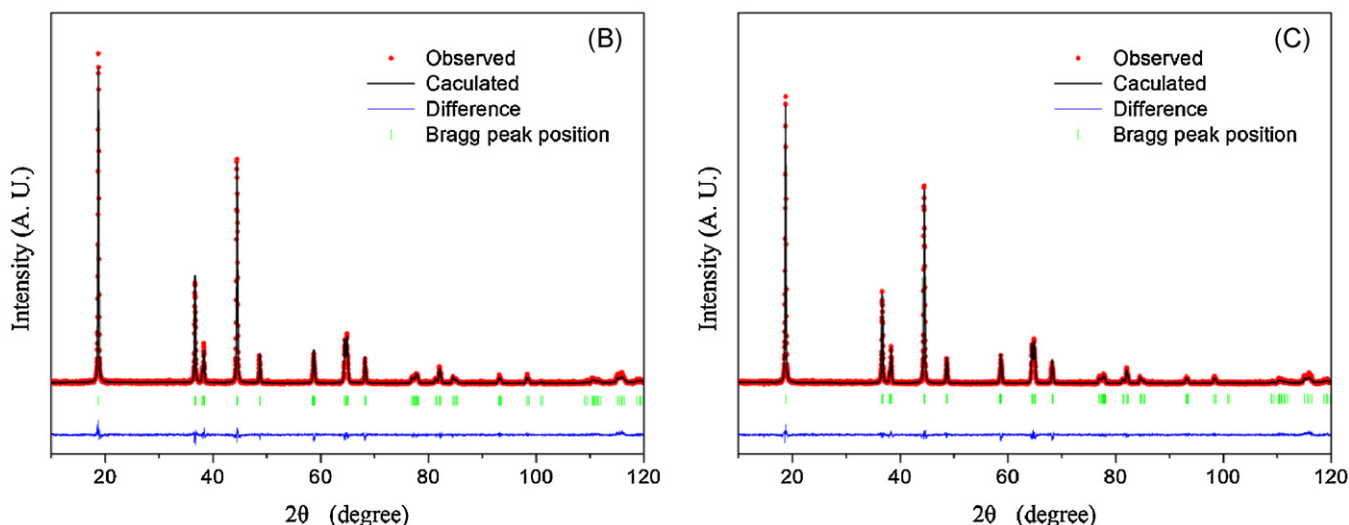 (B)
Observed
Caculated
Difference
Bragg peak position
Intensity (A. U.)
20 40 60 80 100 120
2θ (degree)
(C)
Observed
Caculated
Difference
Bragg peak position
Intensity (A. U.)
20 40 60 80 100 120
2θ (degree)